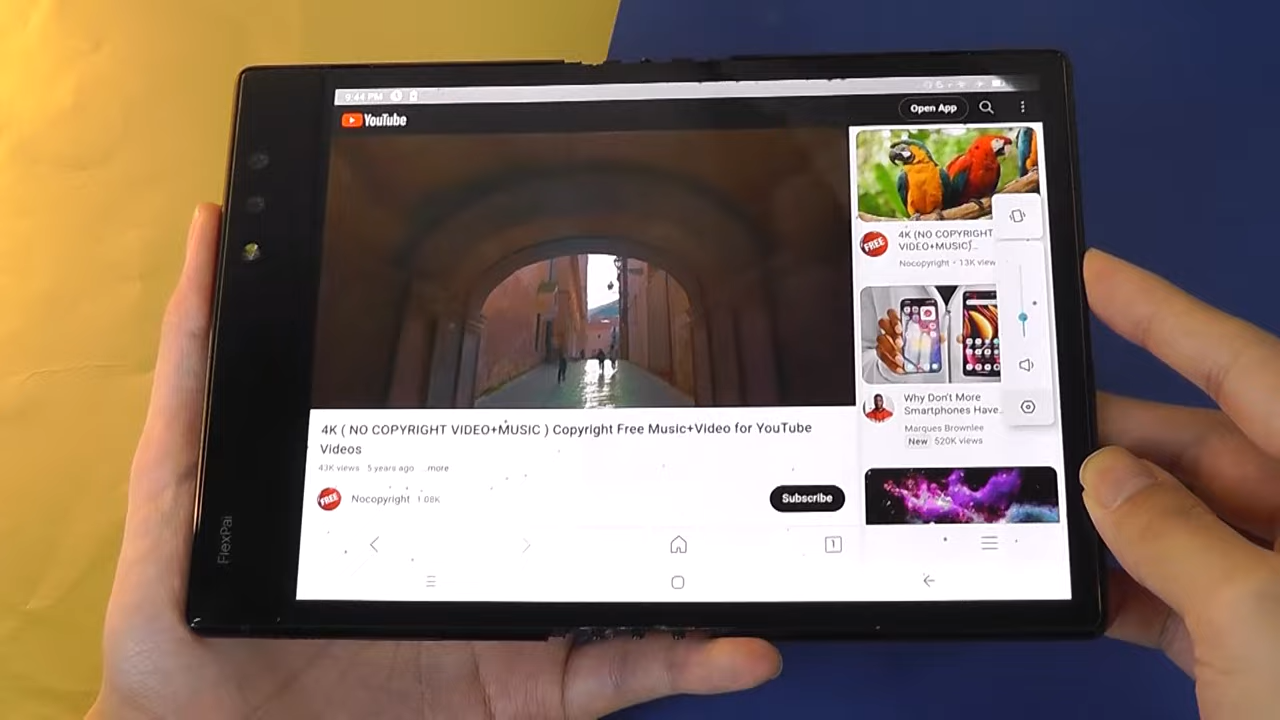 9:44 PM
YouTube
Open App
4K (NO COPYRIGHT
VIDEO+MUSIC)...
Nocopyright • 13K view
FREE
Why Don't More
Smartphones Have...
Marques Brownlee
New 520K views
4K ( NO COPYRIGHT VIDEO+MUSIC ) Copyright Free Music+Video for YouTube
Videos
43K views 5 years ago ...more
FREE
Nocopyright 1.08K
Subscribe
1
FlexPai